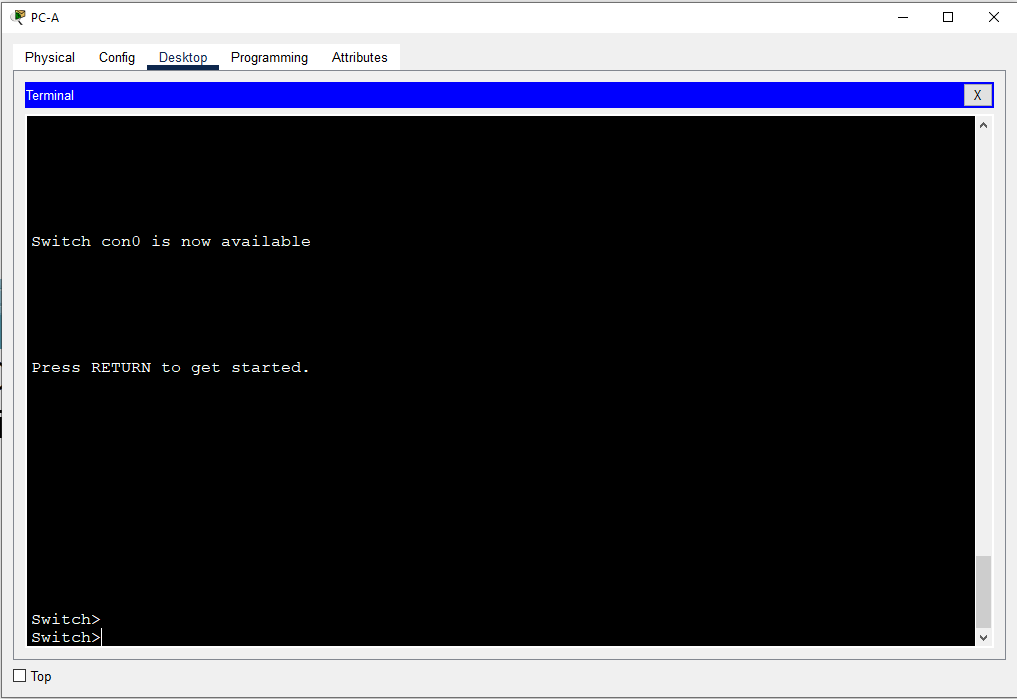 PC-A
Physical Config Desktop Programming Attributes
Terminal X
Switch con0 is now available
Press RETURN to get started.
Switch>
Switch>
Top